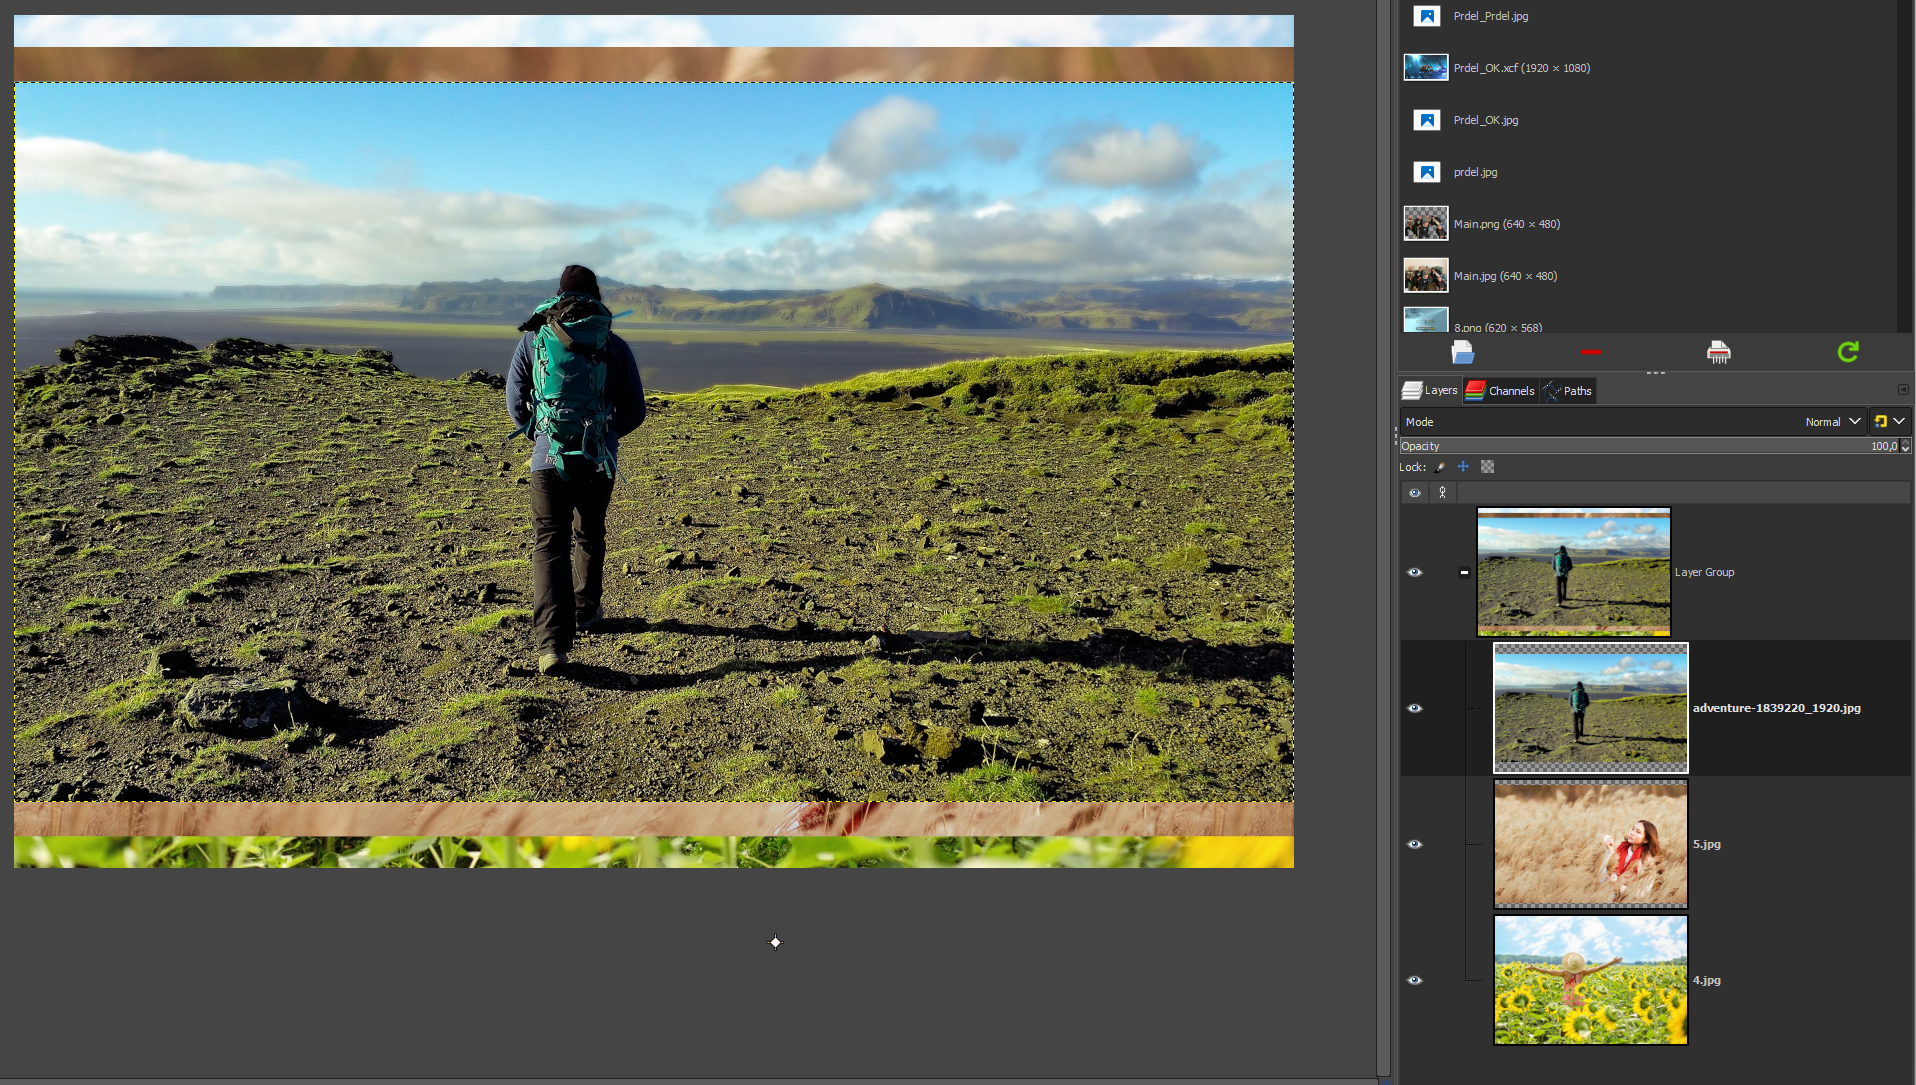 Prdel_Prdel.jpg
Prdel_OK.xcf (1920 × 1080)
Prdel_OK.jpg
prdel.jpg
Main.png (640 × 480)
Main.jpg (640 × 480)
8.png (620 × 568)
Layers Channels Paths
Mode Normal
Opacity 100,0
Lock:
Layer Group
adventure-1839220_1920.jpg
5.jpg
4.jpg